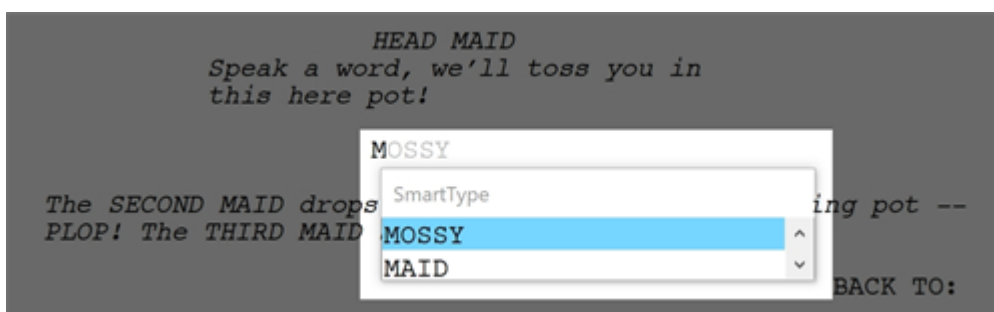 HEAD MAID
Speak a word, we'll toss you in
this here pot!
MOSSY
SmartType
The SECOND MAID drops ing pot --
PLOP! The THIRD MAID MOSSY
MAID
BACK TO: